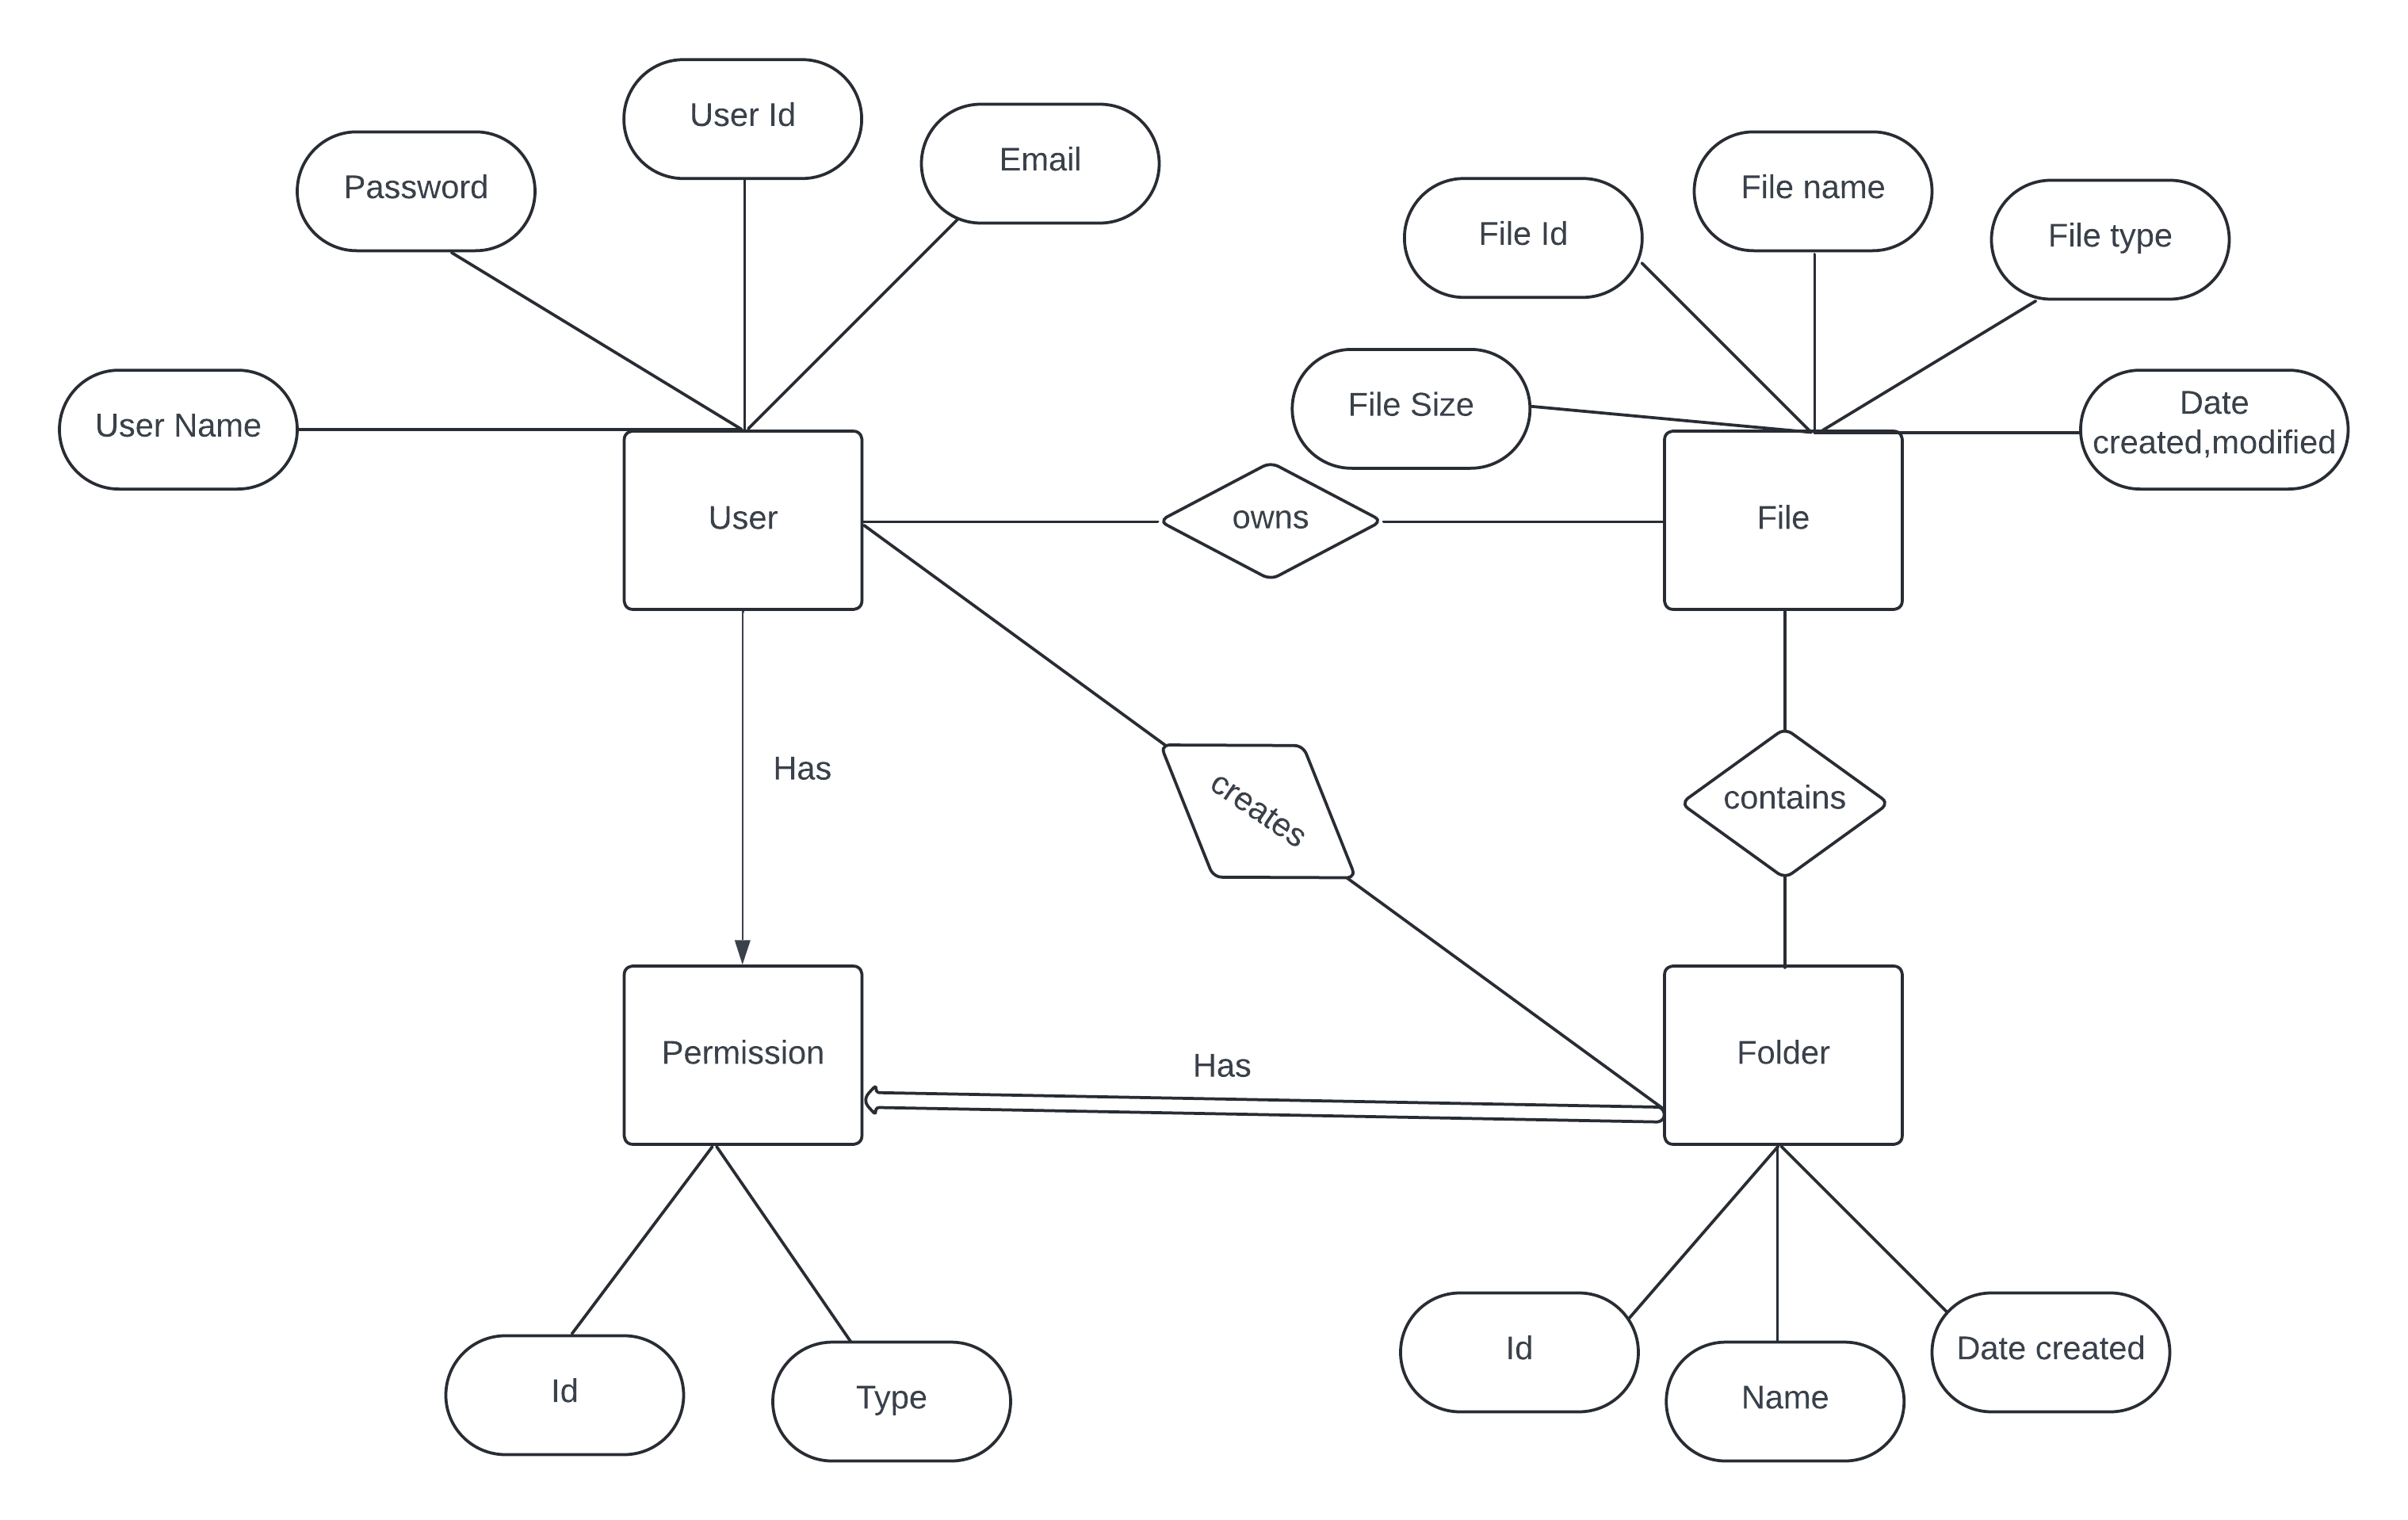 User Id
Email
Password
File name
File Id
File type
File Size
Date
created,modified
User Name
User
owns
File
Has
creates
contains
Permission
Has
Folder
Id
Type
Id
Name
Date created